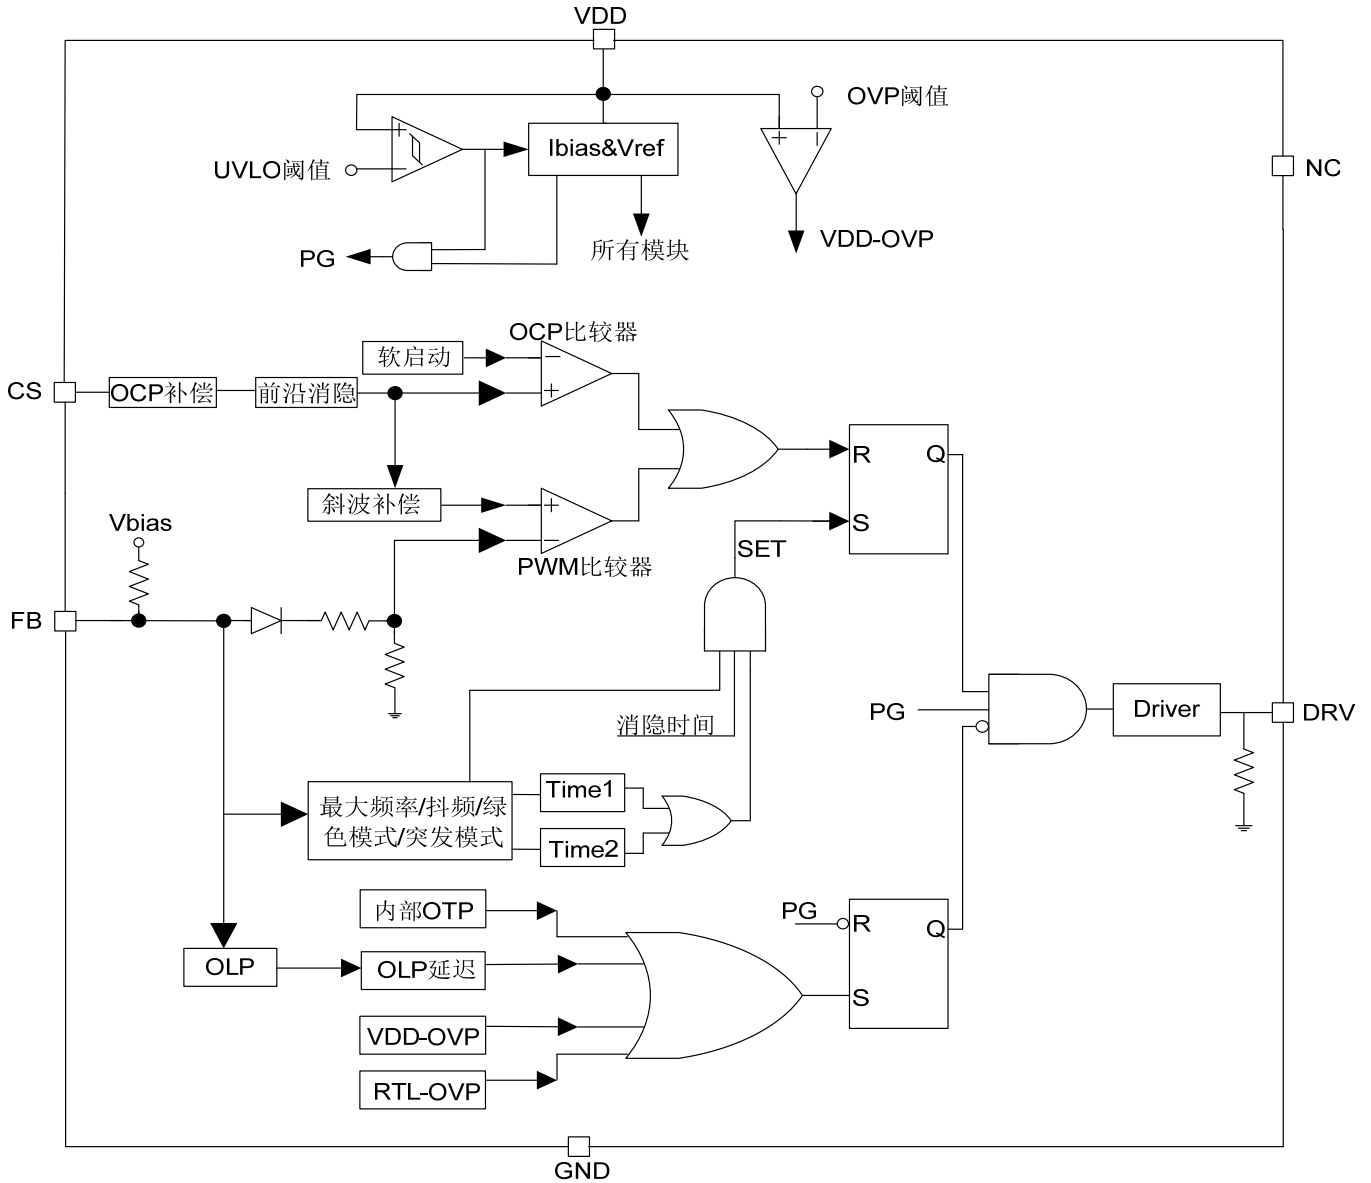 VDD
OVP阈值
Ibias&Vref
UVLO阈值
NC
VDD-OVP
所有模块
PG
OCP比较器
软启动
CS
OCP补偿
前沿消隐
R
Q
斜波补偿
S
Vbias
SET
PWM比较器
FB
PG
Driver
DRV
消隐时间
最大频率/抖频/绿
色模式/突发模式
Time1
Time2
内部OTP
PG
R
Q
OLP
OLP延迟
S
VDD-OVP
RTL-OVP
GND